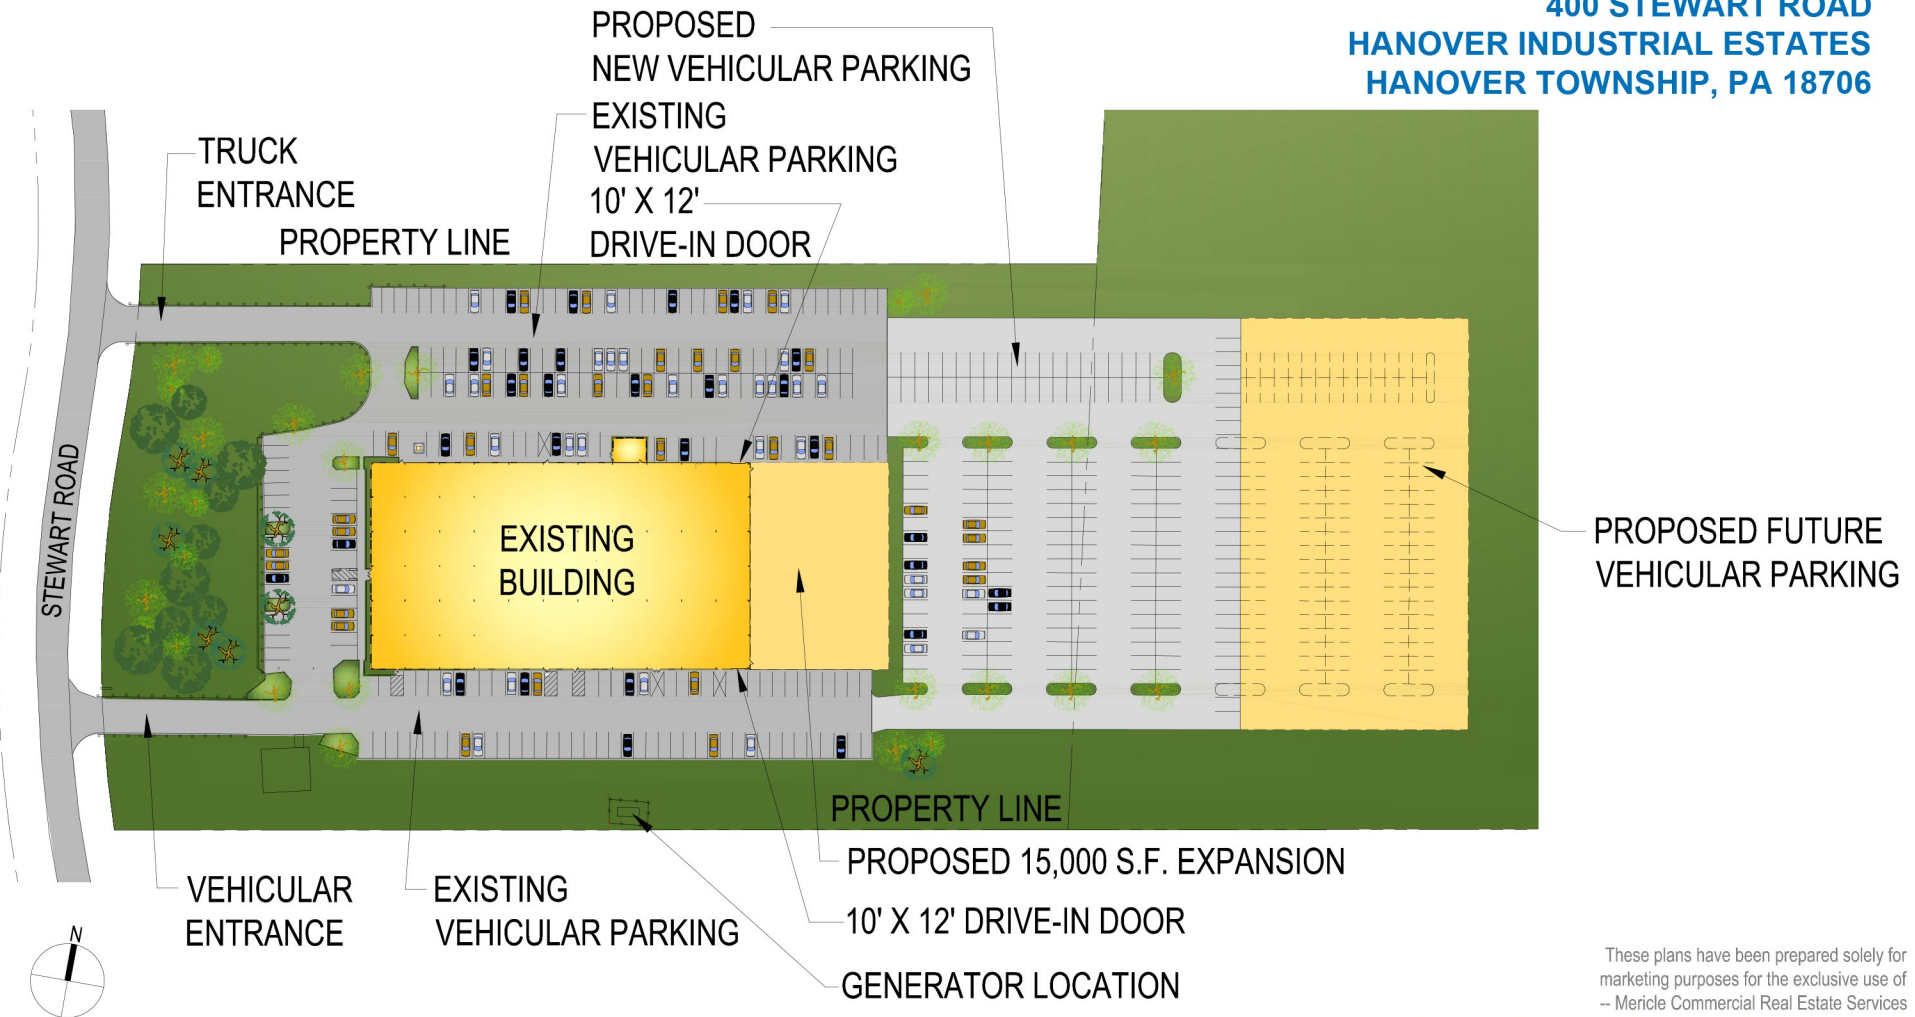 400 STEWART ROAD
HANOVER INDUSTRIAL ESTATES
HANOVER TOWNSHIP, PA 18706
PROPOSED
NEW VEHICULAR PARKING
EXISTING
VEHICULAR PARKING
10' X 12'
DRIVE-IN DOOR
TRUCK
ENTRANCE
PROPERTY LINE
STEWART ROAD
EXISTING
BUILDING
PROPOSED FUTURE
VEHICULAR PARKING
PROPERTY LINE
PROPOSED 15,000 S.F. EXPANSION
10' X 12' DRIVE-IN DOOR
GENERATOR LOCATION
VEHICULAR
ENTRANCE
EXISTING
VEHICULAR PARKING
N
These plans have been prepared solely for
marketing purposes for the exclusive use of
-- Mericle Commercial Real Estate Services